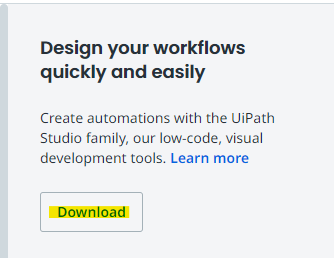 Design your workflows
quickly and easily
Create automations with the UiPath
Studio family, our low-code, visual
development tools. Learn more
Download